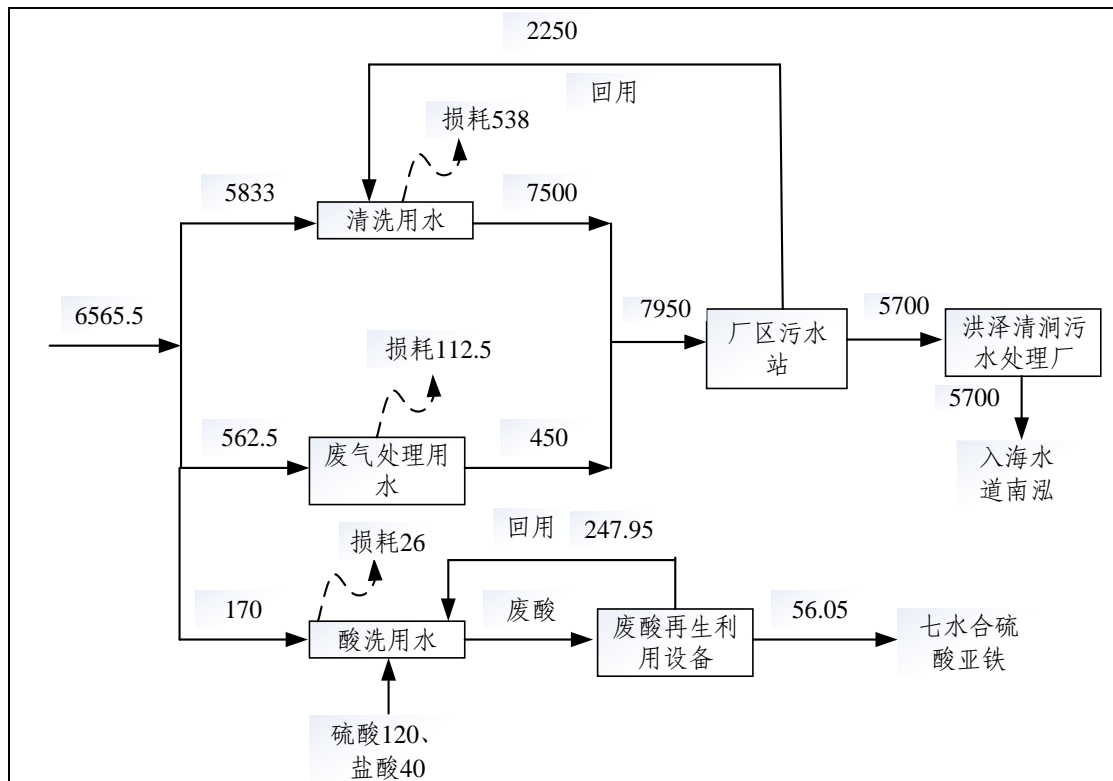 2250
回用
损耗538
5833
清洗用水
7500
6565.5
7950
厂区污水
站
5700
洪泽清涧污
水处理厂
5700
入海水
道南泓
损耗112.5
562.5
废气处理用
水
450
损耗26
回用
247.95
170
酸洗用水
废酸
废酸再生利
用设备
56.05
七水合硫
酸亚铁
硫酸120、
盐酸40